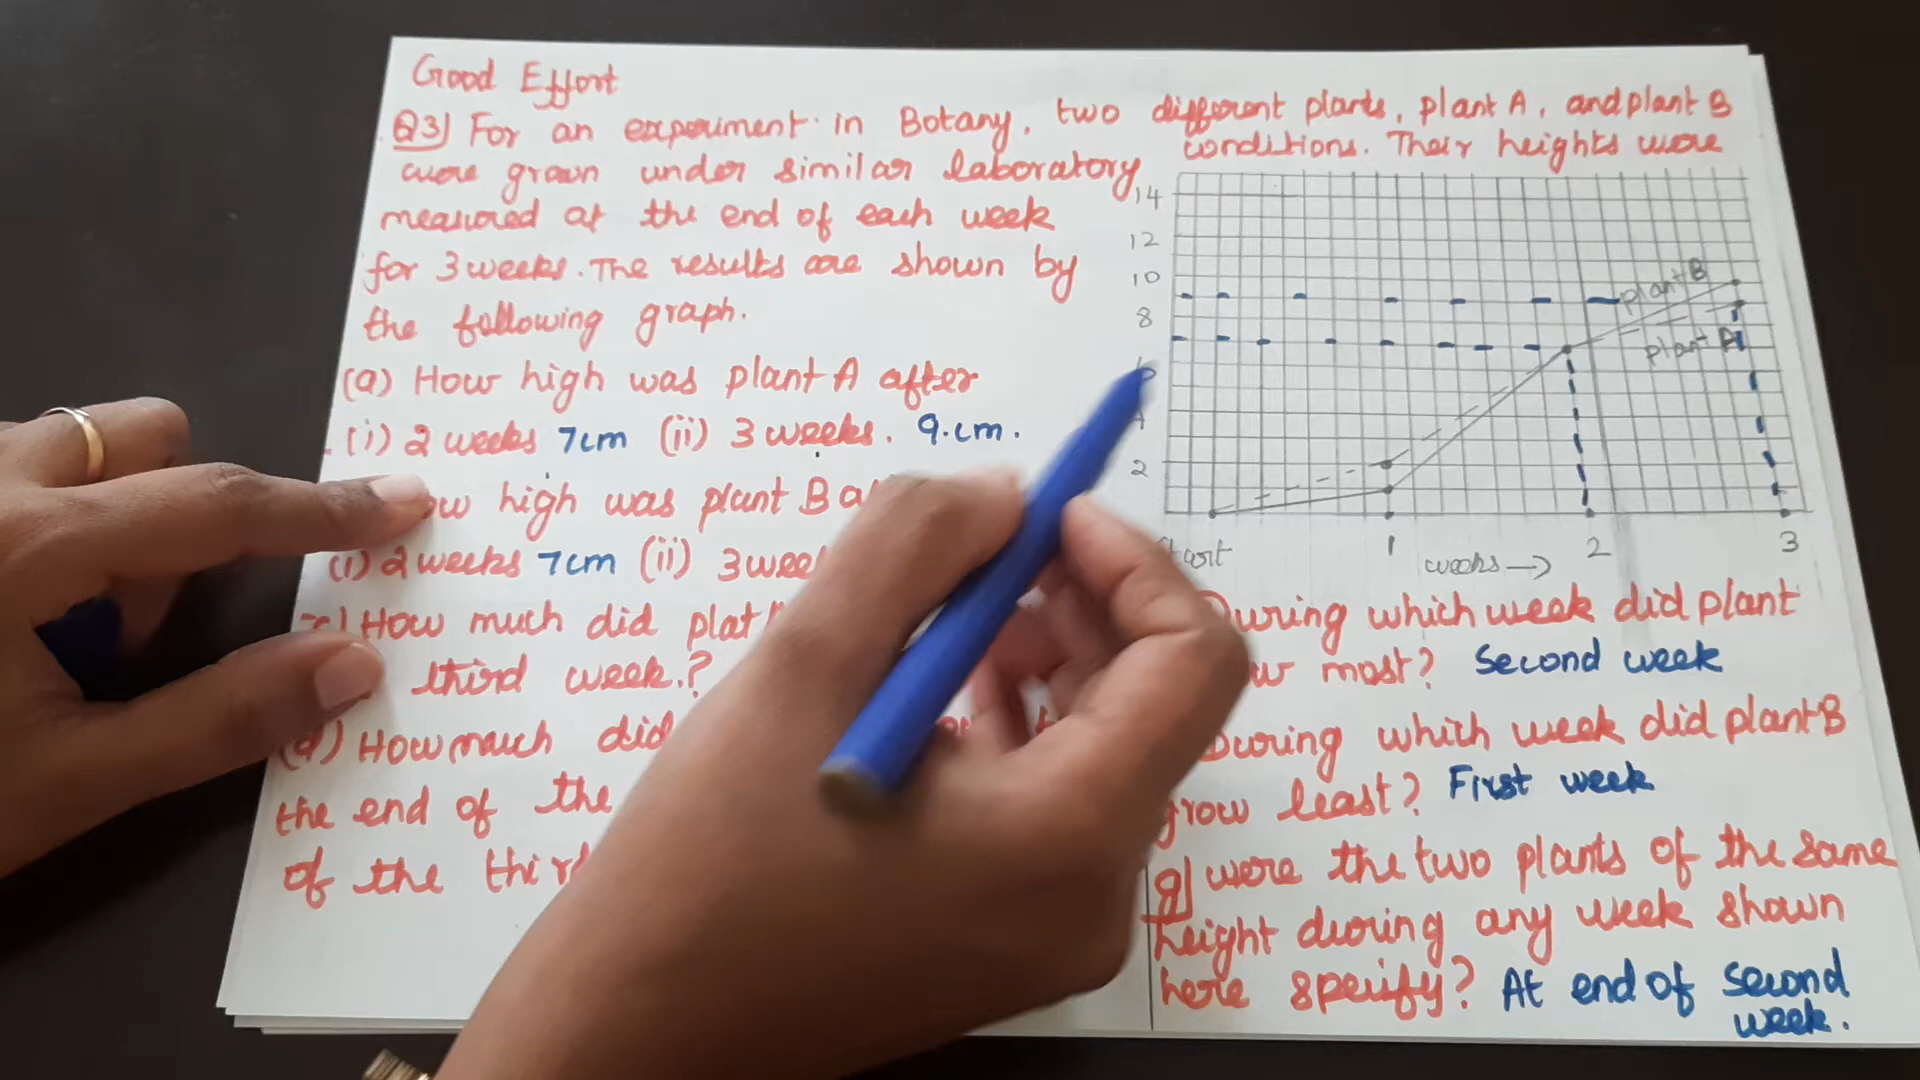 Good Effort
Q3) For an experiment in Botany, two different plants, plant A, and plant B
were grown under similar laboratory conditions. Their heights were
measured at the end of each week
for 3 weeks. The results are shown by
the following graph.
(a) How high was plant A after
(i) 2 weeks 7cm (ii) 3 weeks. 9.cm.
high was plant B
(i) 2 weeks 7cm (ii) 3
How much did
third week.?
(d) How much did
the end of the
of the
14
12
10
8
2
plant B
plant A
1
weeks →
2
3
During which week did plant
most? Second week
During which week did plant B
grow least? First week
g) were the two plants of the same
height during any week shown
here specify? At end of second
week.